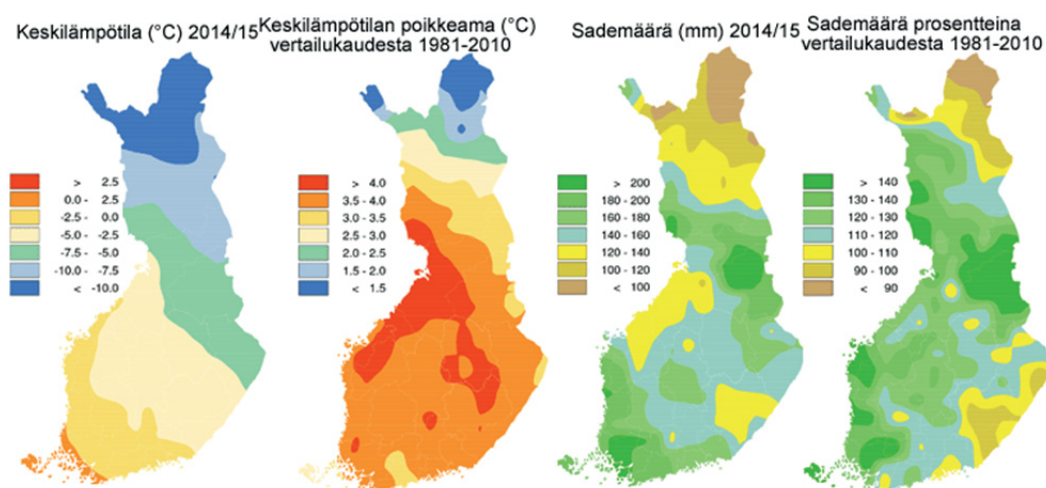 Keskilämpötila (°C) 2014/15
Keskilämpötilan poikkeama (°C)
vertailukaudesta 1981-2010
Sademäärä (mm) 2014/15
Sademäärä prosentteina
vertailukaudesta 1981-2010
> 2.5
0.0 - 2.5
-2.5 - 0.0
-5.0 - -2.5
-7.5 - -5.0
-10.0 - -7.5
< -10.0
> 4.0
3.5 - 4.0
3.0 - 3.5
2.5 - 3.0
2.0 - 2.5
1.5 - 2.0
< 1.5
> 200
180 - 200
160 - 180
140 - 160
120 - 140
100 - 120
< 100
> 140
130 - 140
120 - 130
110 - 120
100 - 110
90 - 100
< 90